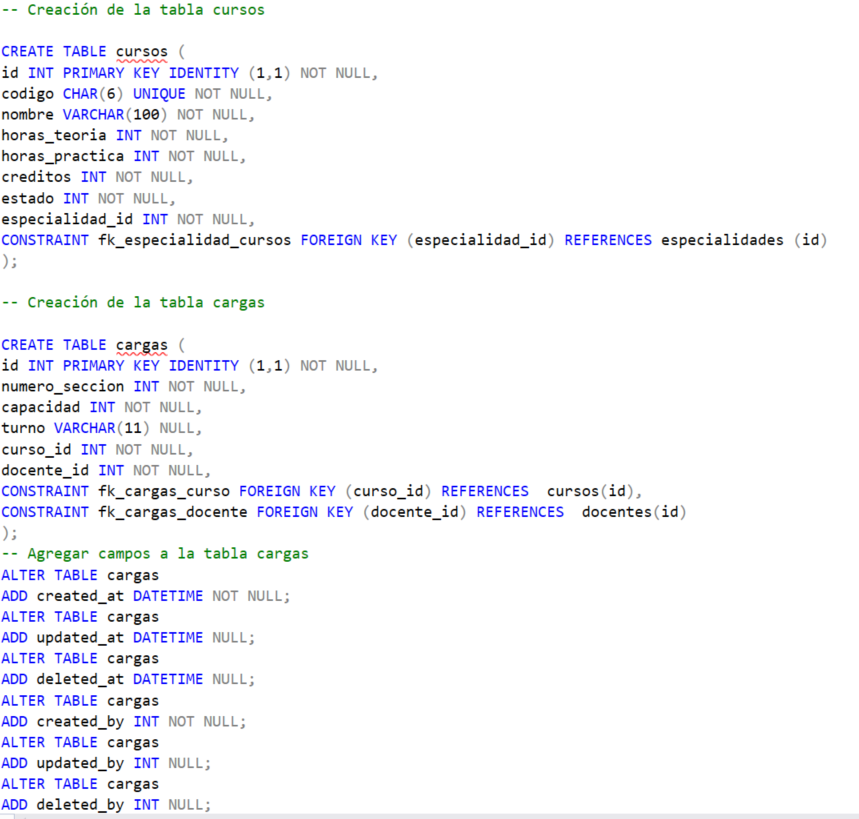 -- Creación de la tabla cursos
CREATE TABLE cursos (
id INT PRIMARY KEY IDENTITY (1,1) NOT NULL,
codigo CHAR(6) UNIQUE NOT NULL,
nombre VARCHAR(100) NOT NULL,
horas_teoria INT NOT NULL,
horas_practica INT NOT NULL,
creditos INT NOT NULL,
estado INT NOT NULL,
especialidad_id INT NOT NULL,
CONSTRAINT fk_especialidad_cursos FOREIGN KEY (especialidad_id) REFERENCES especialidades (id)
);
-- Creación de la tabla cargas
CREATE TABLE cargas (
id INT PRIMARY KEY IDENTITY (1,1) NOT NULL,
numero_seccion INT NOT NULL,
capacidad INT NOT NULL,
turno VARCHAR(11) NULL,
curso_id INT NOT NULL,
docente_id INT NOT NULL,
CONSTRAINT fk_cargas_curso FOREIGN KEY (curso_id) REFERENCES  cursos(id),
CONSTRAINT fk_cargas_docente FOREIGN KEY (docente_id) REFERENCES  docentes(id)
);
-- Agregar campos a la tabla cargas
ALTER TABLE cargas
ADD created_at DATETIME NOT NULL;
ALTER TABLE cargas
ADD updated_at DATETIME NULL;
ALTER TABLE cargas
ADD deleted_at DATETIME NULL;
ALTER TABLE cargas
ADD created_by INT NOT NULL;
ALTER TABLE cargas
ADD updated_by INT NULL;
ALTER TABLE cargas
ADD deleted_by INT NULL;